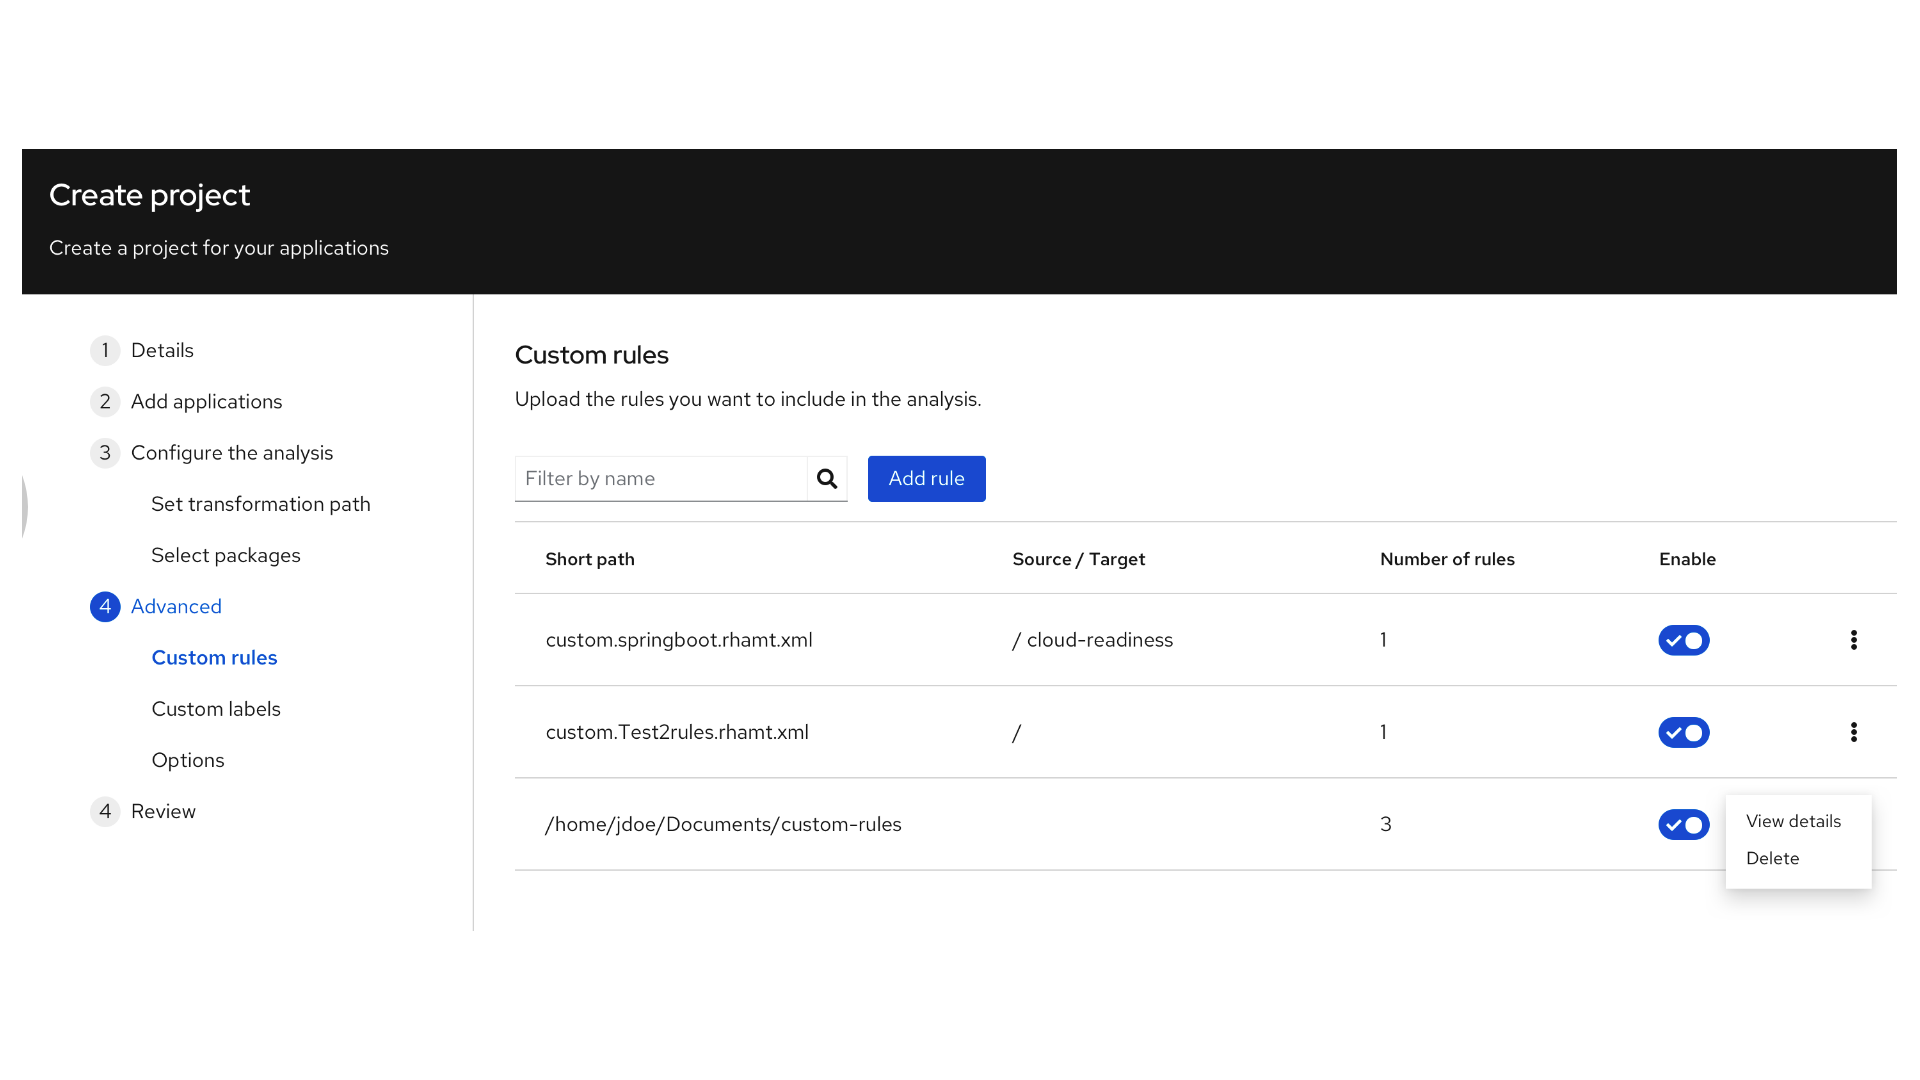 Create project
Create a project for your applications
1 Details
2 Add applications
3 Configure the analysis
Set transformation path
Select packages
4 Advanced
Custom rules
Custom labels
Options
4 Review
Custom rules
Upload the rules you want to include in the analysis.
Filter by name
Add rule
Short path Source / Target Number of rules Enable
custom.springboot.rhamt.xml / cloud-readiness 1
custom.Test2rules.rhamt.xml / 1
/home/jdoe/Documents/custom-rules 3
View details
Delete